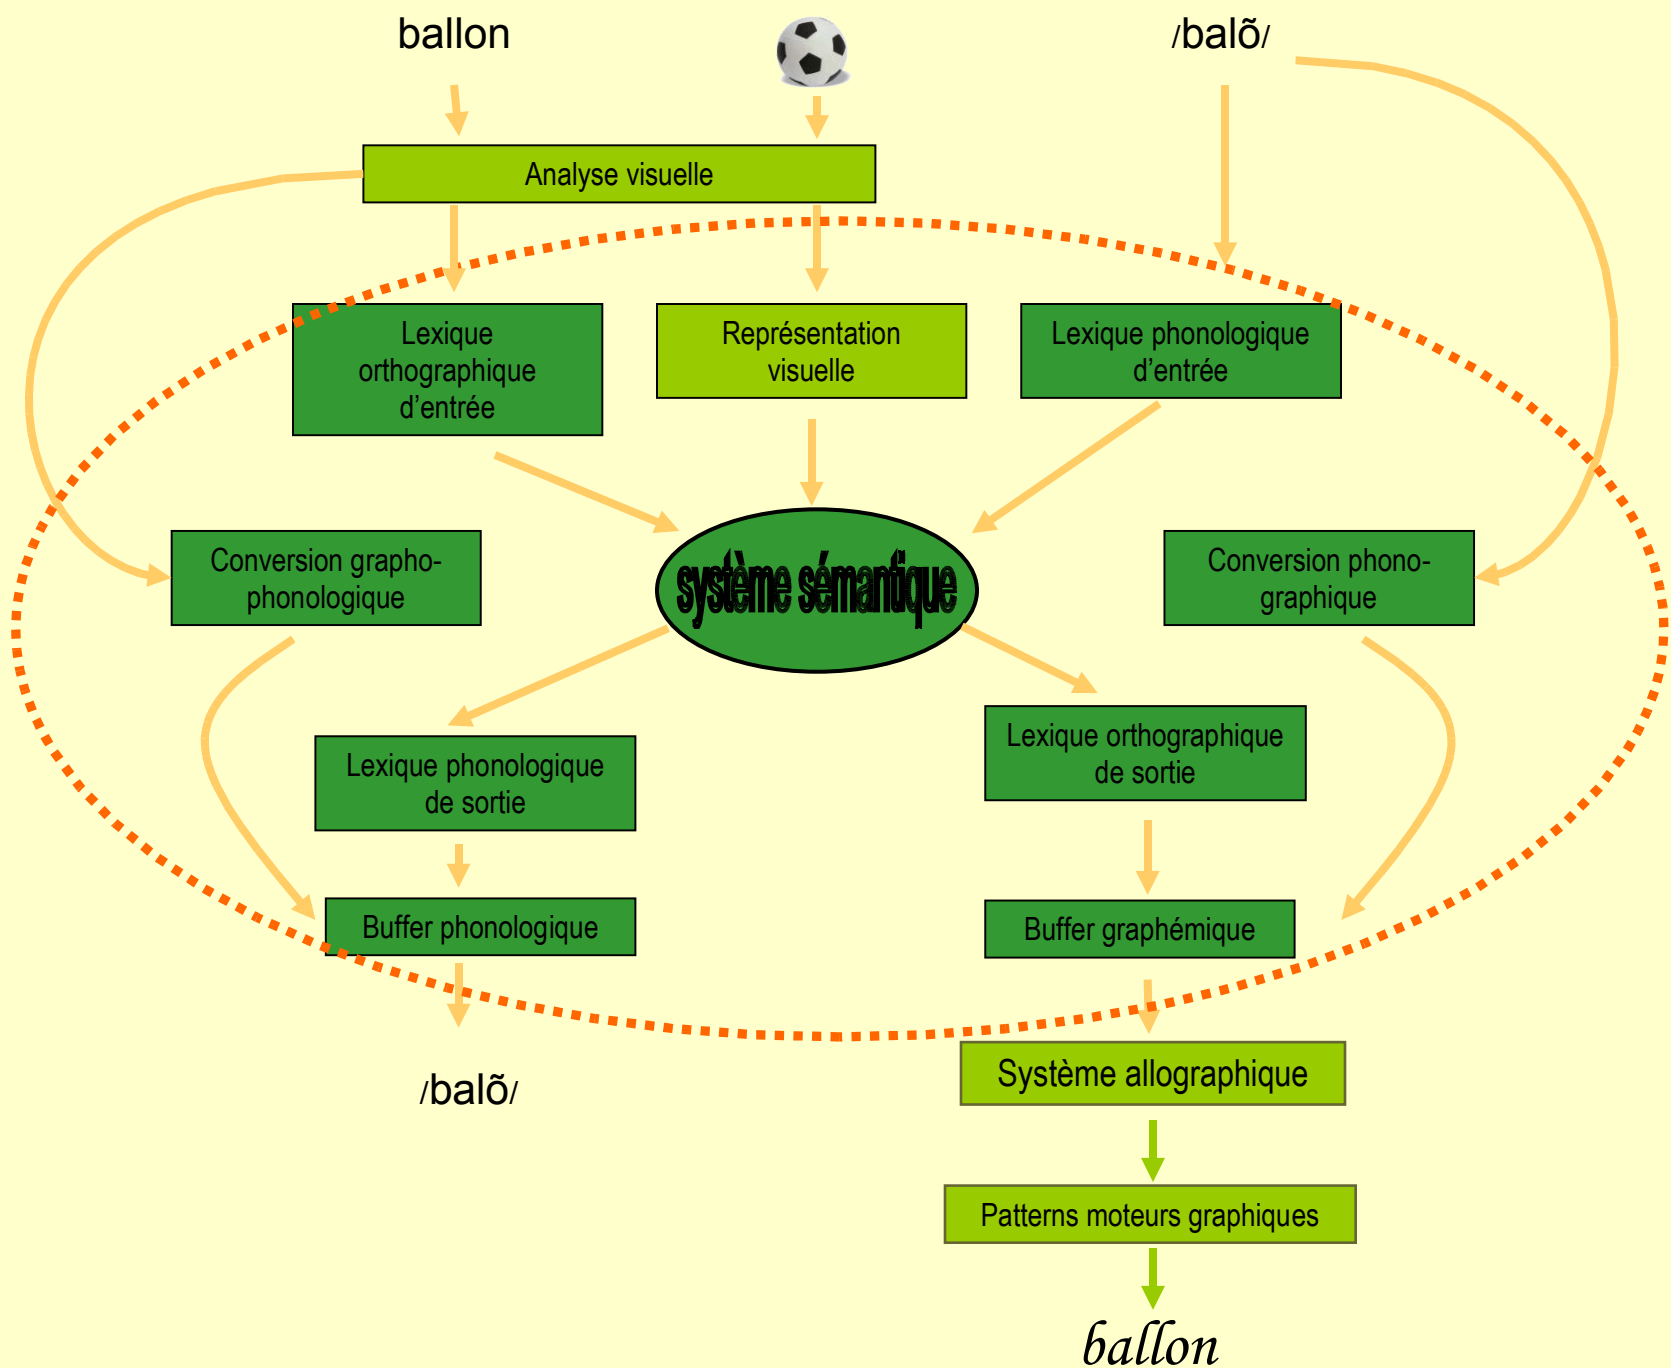 ballon
/balõ/
Analyse visuelle
Lexique
orthographique
d’entrée
Représentation
visuelle
Lexique phonologique
d’entrée
Conversion grapho-
phonologique
système sémantique
Conversion phono-
graphique
Lexique phonologique
de sortie
Lexique orthographique
de sortie
Buffer phonologique
Buffer graphémique
/balõ/
Système allographique
Patterns moteurs graphiques
ballon